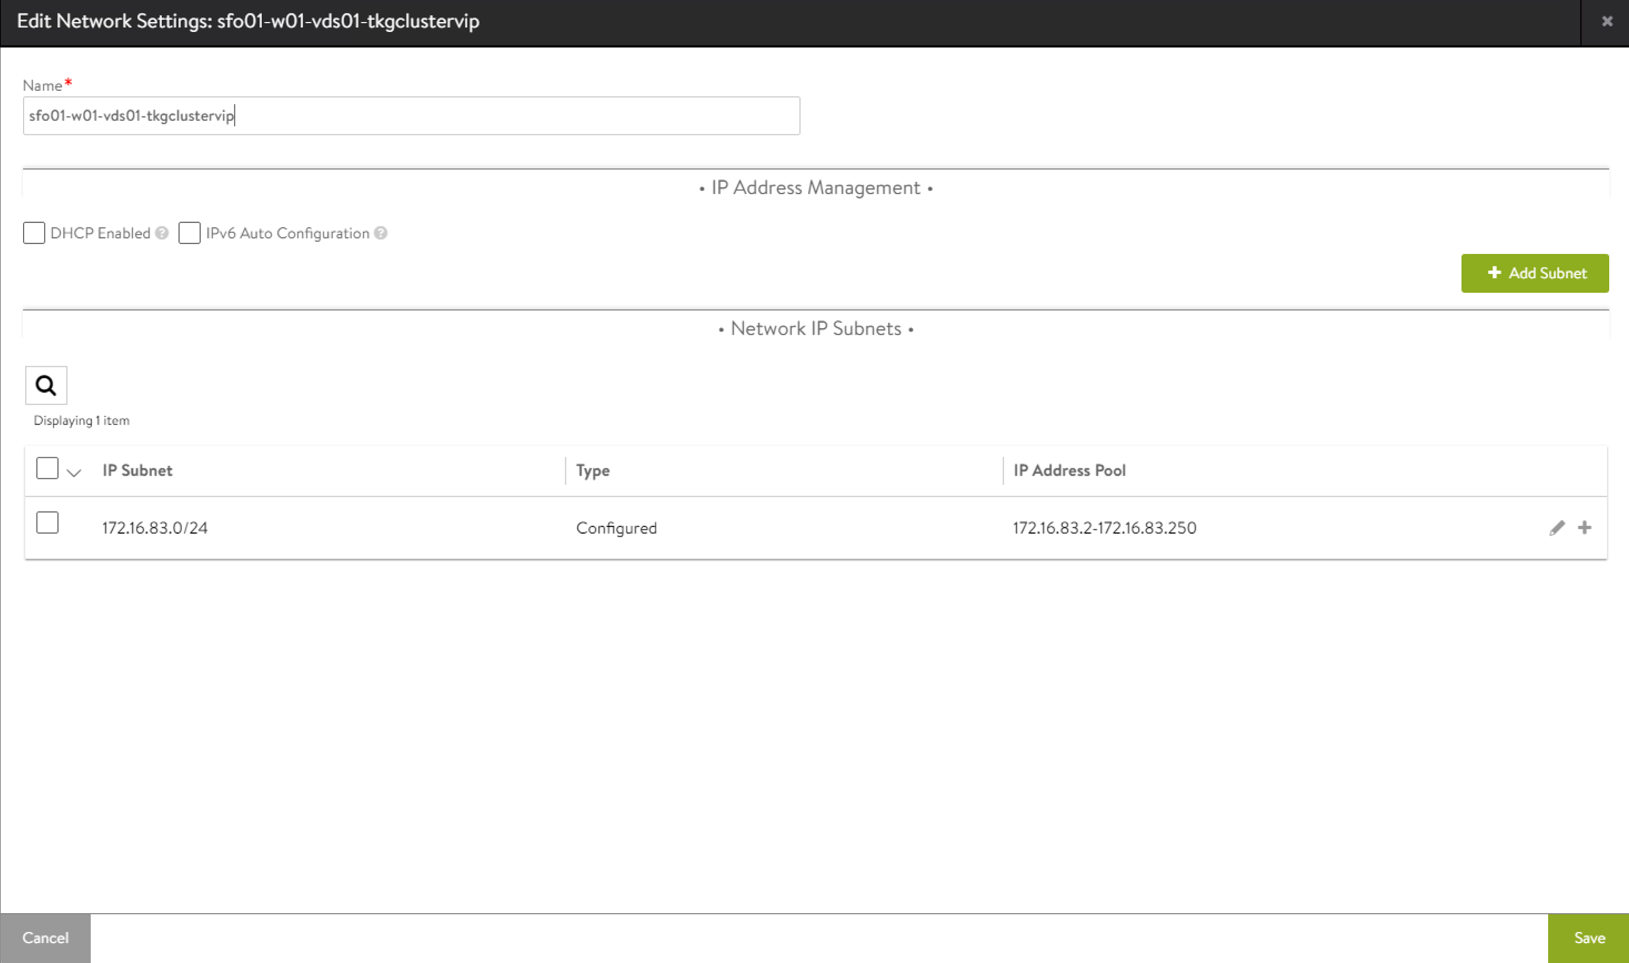 Edit Network Settings: sfo01-w01-vds01-tkgclustervip
Name*
sfo01-w01-vds01-tkgclustervip
• IP Address Management •
DHCP Enabled ? IPv6 Auto Configuration ?
+ Add Subnet
• Network IP Subnets •
Displaying 1 item
IP Subnet Type IP Address Pool
172.16.83.0/24 Configured 172.16.83.2-172.16.83.250
Cancel Save